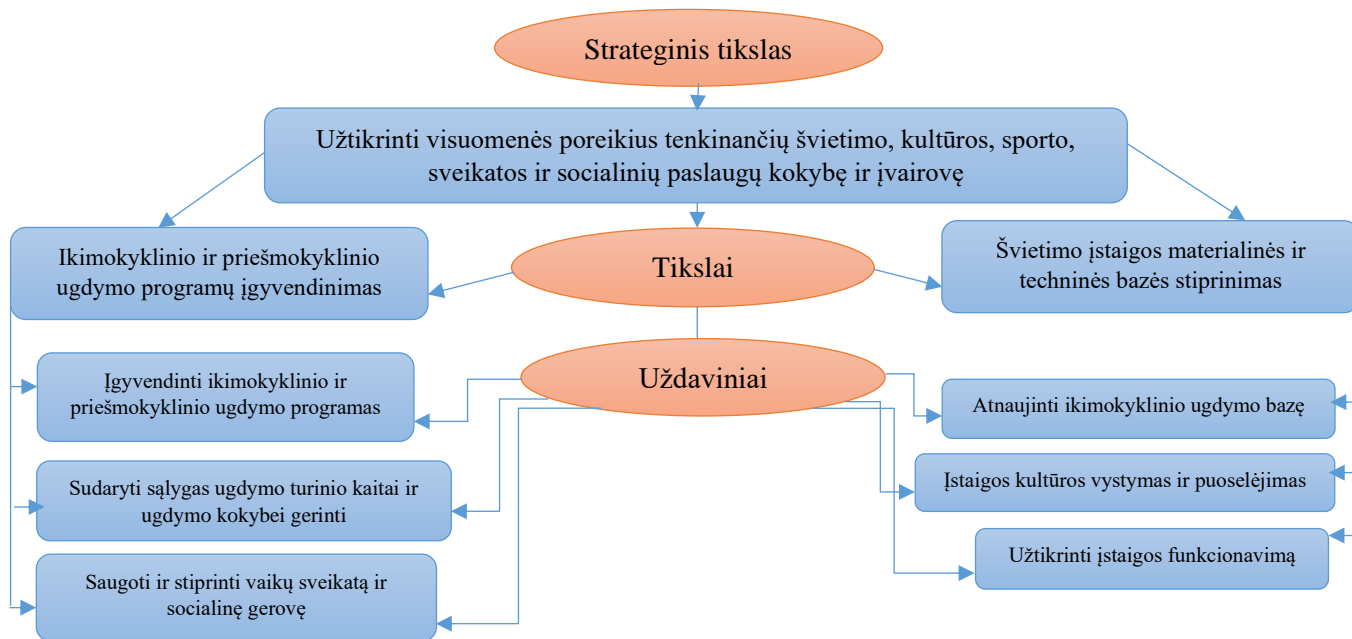 Strateginis tikslas
Užtikrinti visuomenės poreikius tenkinančių švietimo, kultūros, sporto,
sveikatos ir socialinių paslaugų kokybę ir įvairovę
Ikimokyklinio ir priešmokyklinio
ugdymo programų įgyvendinimas
Tikslai
Švietimo įstaigos materialinės ir
techninės bazės stiprinimas
Uždaviniai
Įgyvendinti ikimokyklinio ir
priešmokyklinio ugdymo programas
Atnaujinti ikimokyklinio ugdymo bazę
Sudaryti sąlygas ugdymo turinio kaitai ir
ugdymo kokybei gerinti
Įstaigos kultūros vystymas ir puoselėjimas
Užtikrinti įstaigos funkcionavimą
Saugoti ir stiprinti vaikų sveikatą ir
socialinę gerovę